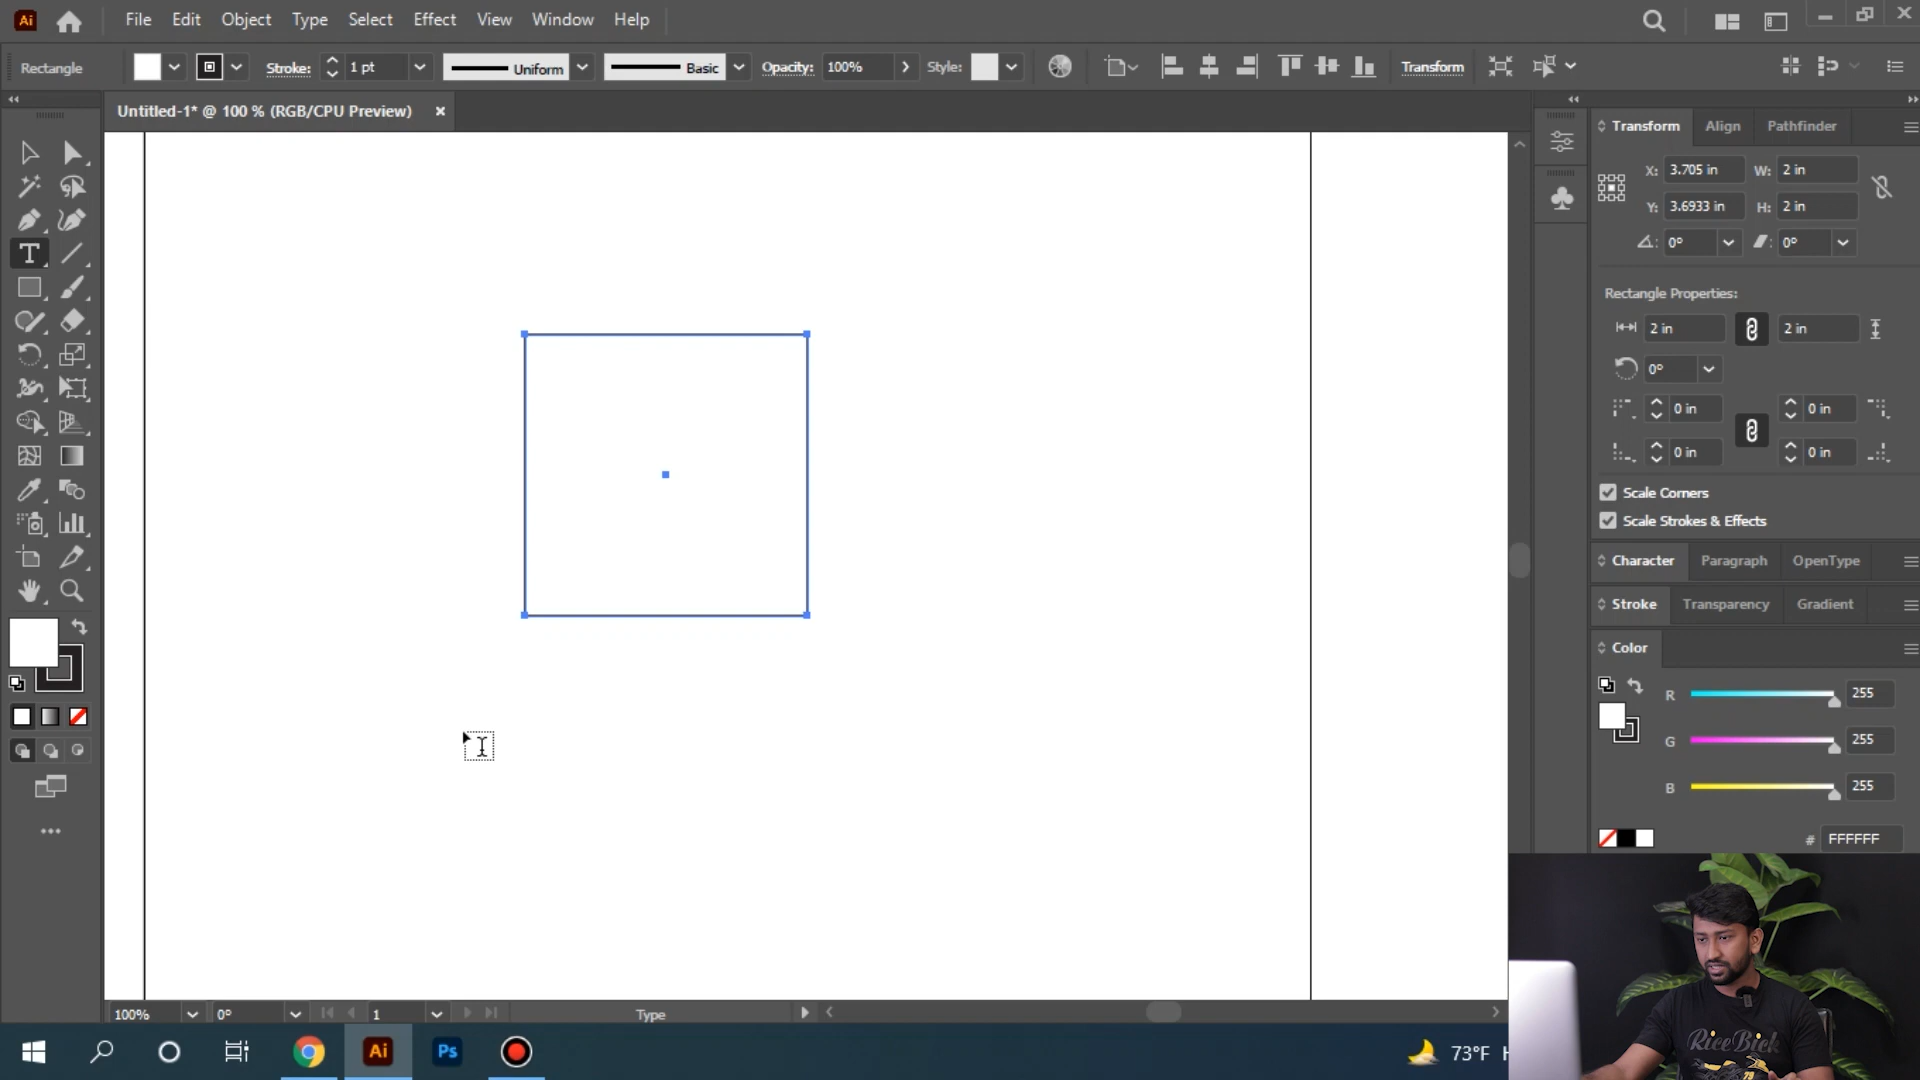 Ai File Edit Object Type Select Effect View Window Help
Rectangle Stroke: 1 pt Uniform Basic Opacity: 100% Style: Transform
Untitled-1* @ 100 % (RGB/CPU Preview) ×
Transform Align Pathfinder
X: 3.705 in W: 2 in
Y: 3.6933 in H: 2 in
0° 0°
Rectangle Properties:
2 in 2 in
0°
0 in 0 in
0 in 0 in
Scale Corners
Scale Strokes & Effects
Character Paragraph OpenType
Stroke Transparency Gradient
Color
R 255
G 255
B 255
# FFFFFF
100% 0° 1 Type
Ai Ps 73°F H
RiceBick